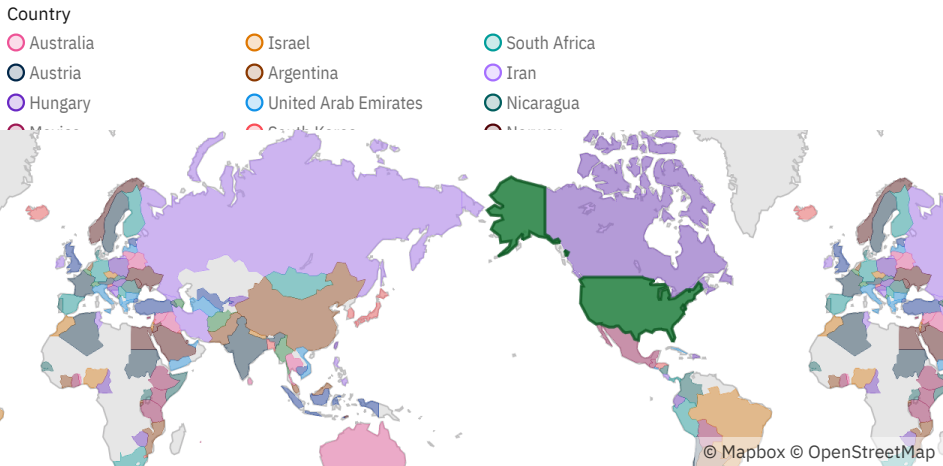 Country
Australia
Israel
South Africa
Austria
Argentina
Iran
Hungary
United Arab Emirates
Nicaragua
© Mapbox © OpenStreetMap